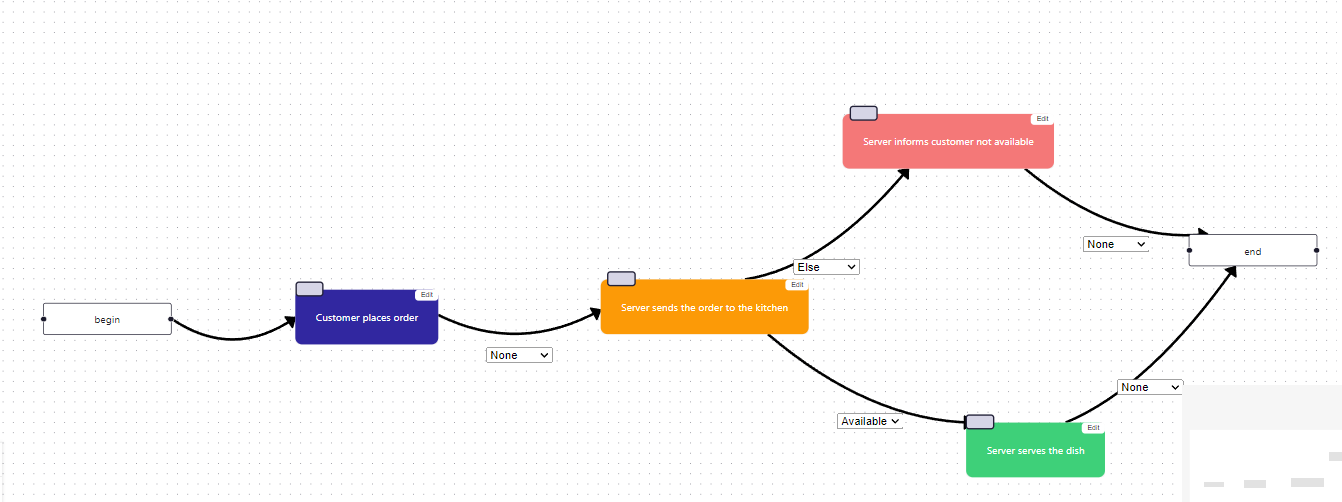 Edit
Server informs customer not available
None
end
Else
Edit
Server sends the order to the kitchen
Edit
Customer places order
begin
None
None
Available
Edit
Server serves the dish